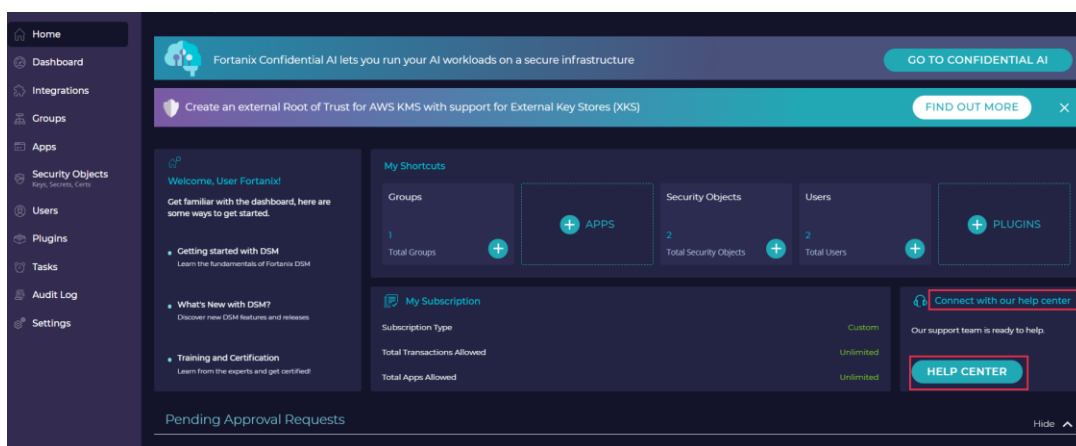 Home
Dashboard
Integrations
Groups
Apps
Security Objects
Keys, Secrets, Certs
Users
Plugins
Tasks
Audit Log
Settings
Fortanix Confidential AI lets you run your AI workloads on a secure infrastructure
GO TO CONFIDENTIAL AI
Create an external Root of Trust for AWS KMS with support for External Key Stores (XKS)
FIND OUT MORE
Welcome, User Fortanix!
Get familiar with the dashboard, here are
some ways to get started.
Getting started with DSM
Learn the fundamentals of Fortanix DSM
What's New with DSM?
Discover new DSM features and releases
Training and Certification
Learn from the experts and get certified!
My Shortcuts
Groups
1
Total Groups
APPS
Security Objects
2
Total Security Objects
Users
2
Total Users
PLUGINS
My Subscription
Subscription Type Custom
Total Transactions Allowed Unlimited
Total Apps Allowed Unlimited
Connect with our help center
Our support team is ready to help.
HELP CENTER
Pending Approval Requests
Hide